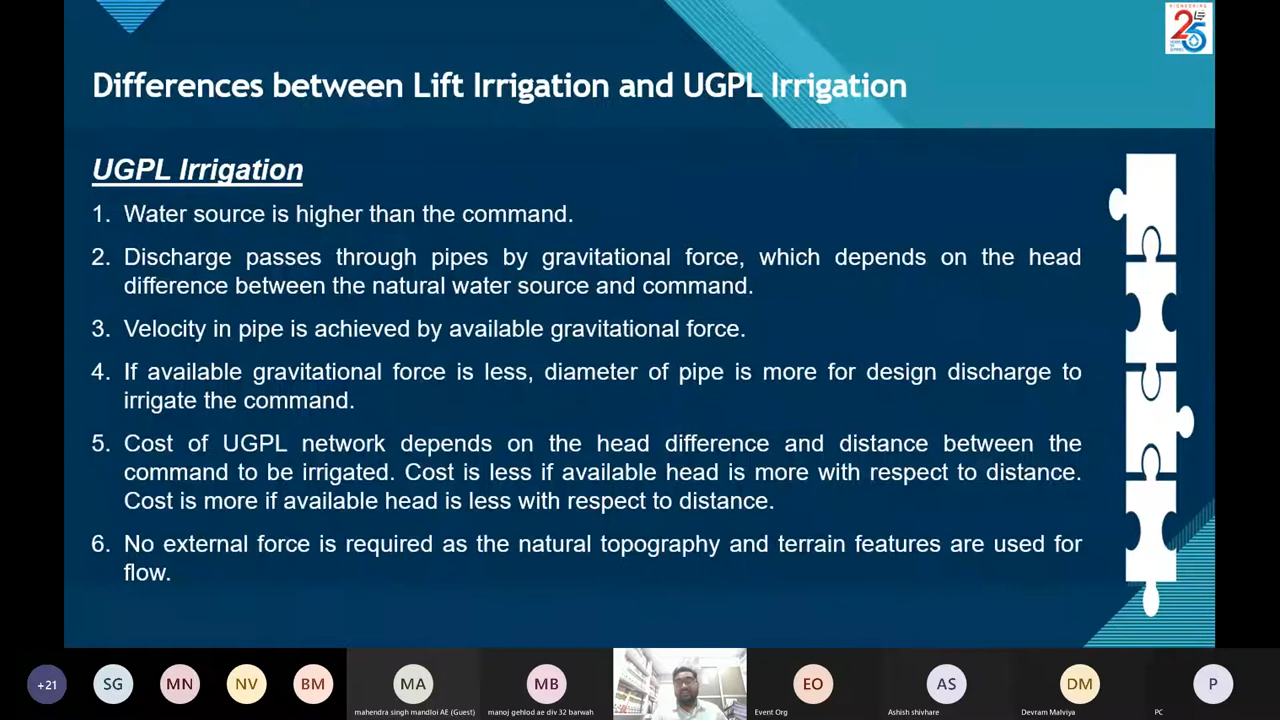 PIONEERING
25
Differences between Lift Irrigation and UGPL Irrigation
UGPL Irrigation
1. Water source is higher than the command.
2. Discharge passes through pipes by gravitational force, which depends on the head
difference between the natural water source and command.
3. Velocity in pipe is achieved by available gravitational force.
4. If available gravitational force is less, diameter of pipe is more for design discharge to
irrigate the command.
5. Cost of UGPL network depends on the head difference and distance between the
command to be irrigated. Cost is less if available head is more with respect to distance.
Cost is more if available head is less with respect to distance.
6. No external force is required as the natural topography and terrain features are used for
flow.
+21
SG
MN
NV
BM
MA
MB
EO
AS
DM
P
mahendra singh mandloi AE (Guest)
manoj gehlod ae div 32 barwah
Event Org
Ashish shivhare
Devram Malviya
PC